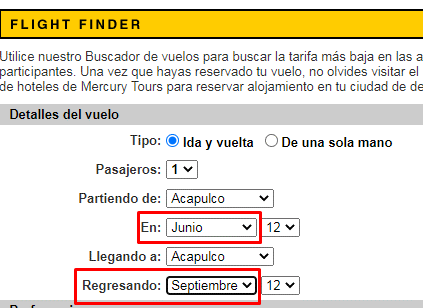 FLIGHT FINDER
Utilice nuestro Buscador de vuelos para buscar la tarifa más baja en las a
participantes. Una vez que hayas reservado tu vuelo, no olvides visitar el
de hoteles de Mercury Tours para reservar alojamiento en tu ciudad de de
Detalles del vuelo
Tipo: Ida y vuelta De una sola mano
Pasajeros: 1
Partiendo de: Acapulco
En: Junio 12
Llegando a: Acapulco
Regresando: Septiembre 12